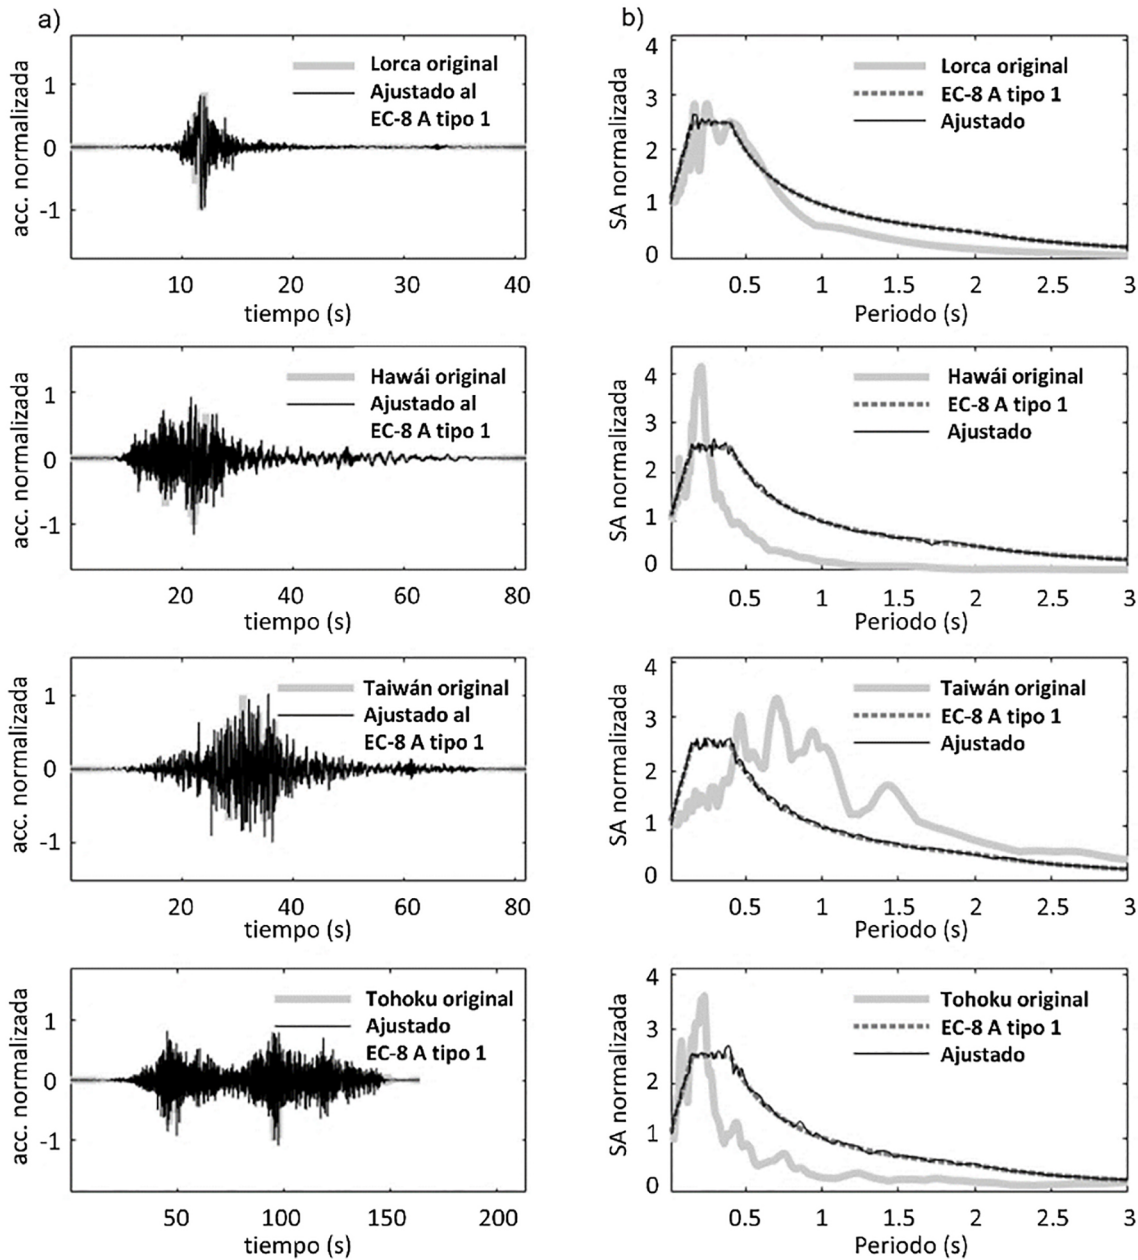 a)
acc. normalizada
1
0
-1
Lorca original
Ajustado al
EC-8 A tipo 1
10 20 30 40
tiempo (s)
b)
SA normalizada
4
3
2
1
0
Lorca original
EC-8 A tipo 1
Ajustado
0.5 1 1.5 2 2.5 3
Periodo (s)
acc. normalizada
1
0
-1
Hawái original
Ajustado al
EC-8 A tipo 1
20 40 60 80
tiempo (s)
SA normalizada
4
3
2
1
0
Hawái original
EC-8 A tipo 1
Ajustado
0.5 1 1.5 2 2.5 3
Periodo (s)
acc. normalizada
1
0
-1
Taiwán original
Ajustado al
EC-8 A tipo 1
20 40 60 80
tiempo (s)
SA normalizada
4
3
2
1
0
Taiwán original
EC-8 A tipo 1
Ajustado
0.5 1 1.5 2 2.5 3
Periodo (s)
acc. normalizada
1
0
-1
Tohoku original
Ajustado
EC-8 A tipo 1
50 100 150 200
tiempo (s)
SA normalizada
4
3
2
1
0
Tohoku original
EC-8 A tipo 1
Ajustado
0.5 1 1.5 2 2.5 3
Periodo (s)